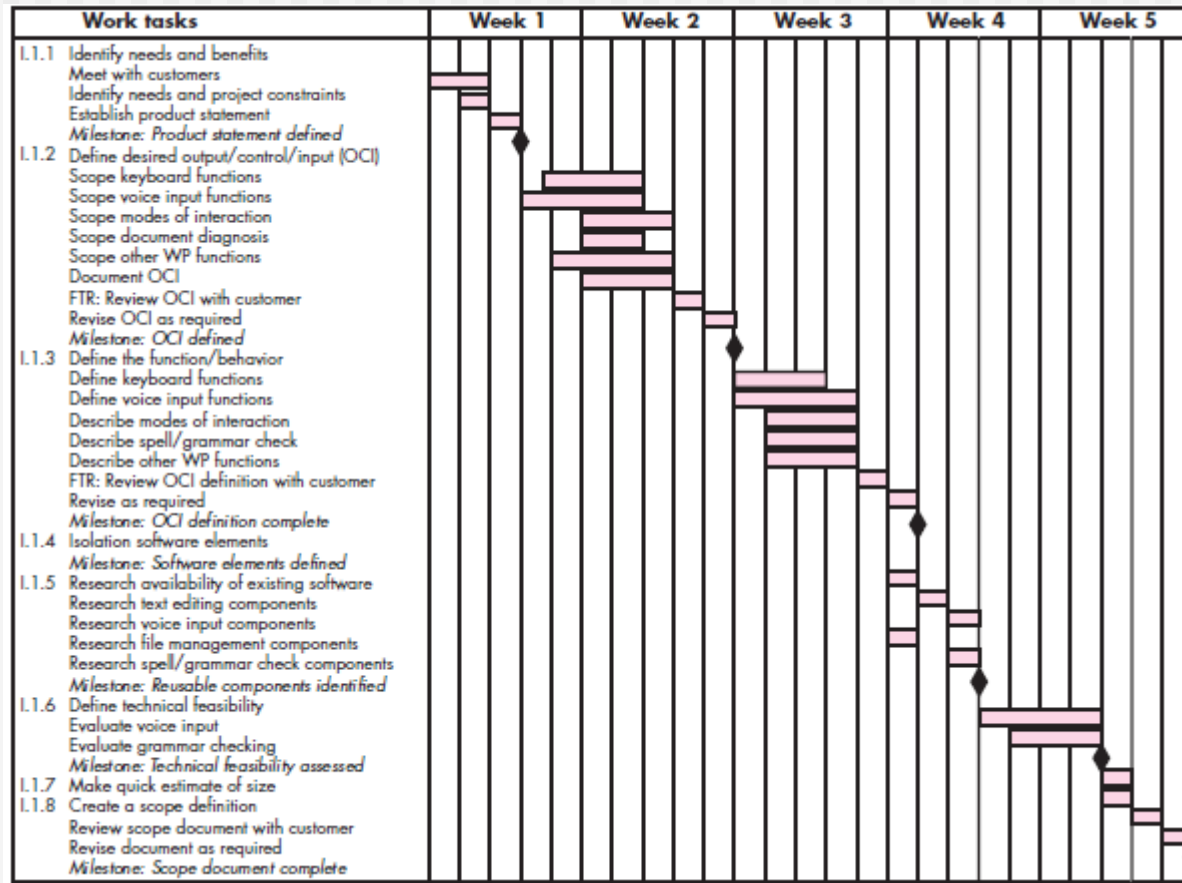 Work tasks Week 1 Week 2 Week 3 Week 4 Week 5
I.1.1 Identify needs and benefits
Meet with customers
Identify needs and project constraints
Establish product statement
Milestone: Product statement defined
I.1.2 Define desired output/control/input (OCI)
Scope keyboard functions
Scope voice input functions
Scope modes of interaction
Scope document diagnosis
Scope other WP functions
Document OCI
FTR: Review OCI with customer
Revise OCI as required
Milestone: OCI defined
I.1.3 Define the function/behavior
Define keyboard functions
Define voice input functions
Describe modes of interaction
Describe spell/grammar check
Describe other WP functions
FTR: Review OCI definition with customer
Revise as required
Milestone: OCI definition complete
I.1.4 Isolation software elements
Milestone: Software elements defined
I.1.5 Research availability of existing software
Research text editing components
Research voice input components
Research file management components
Research spell/grammar check components
Milestone: Reusable components identified
I.1.6 Define technical feasibility
Evaluate voice input
Evaluate grammar checking
Milestone: Technical feasibility assessed
I.1.7 Make quick estimate of size
I.1.8 Create a scope definition
Review scope document with customer
Revise document as required
Milestone: Scope document complete